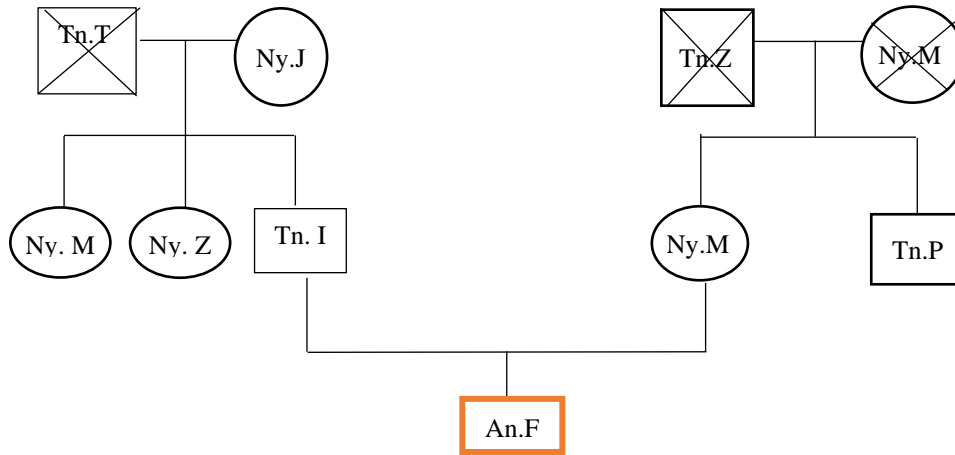 Tn.T
Ny.J
Tn.Z
Ny.M
Ny. M
Ny. Z
Tn. I
Ny.M
Tn.P
An.F